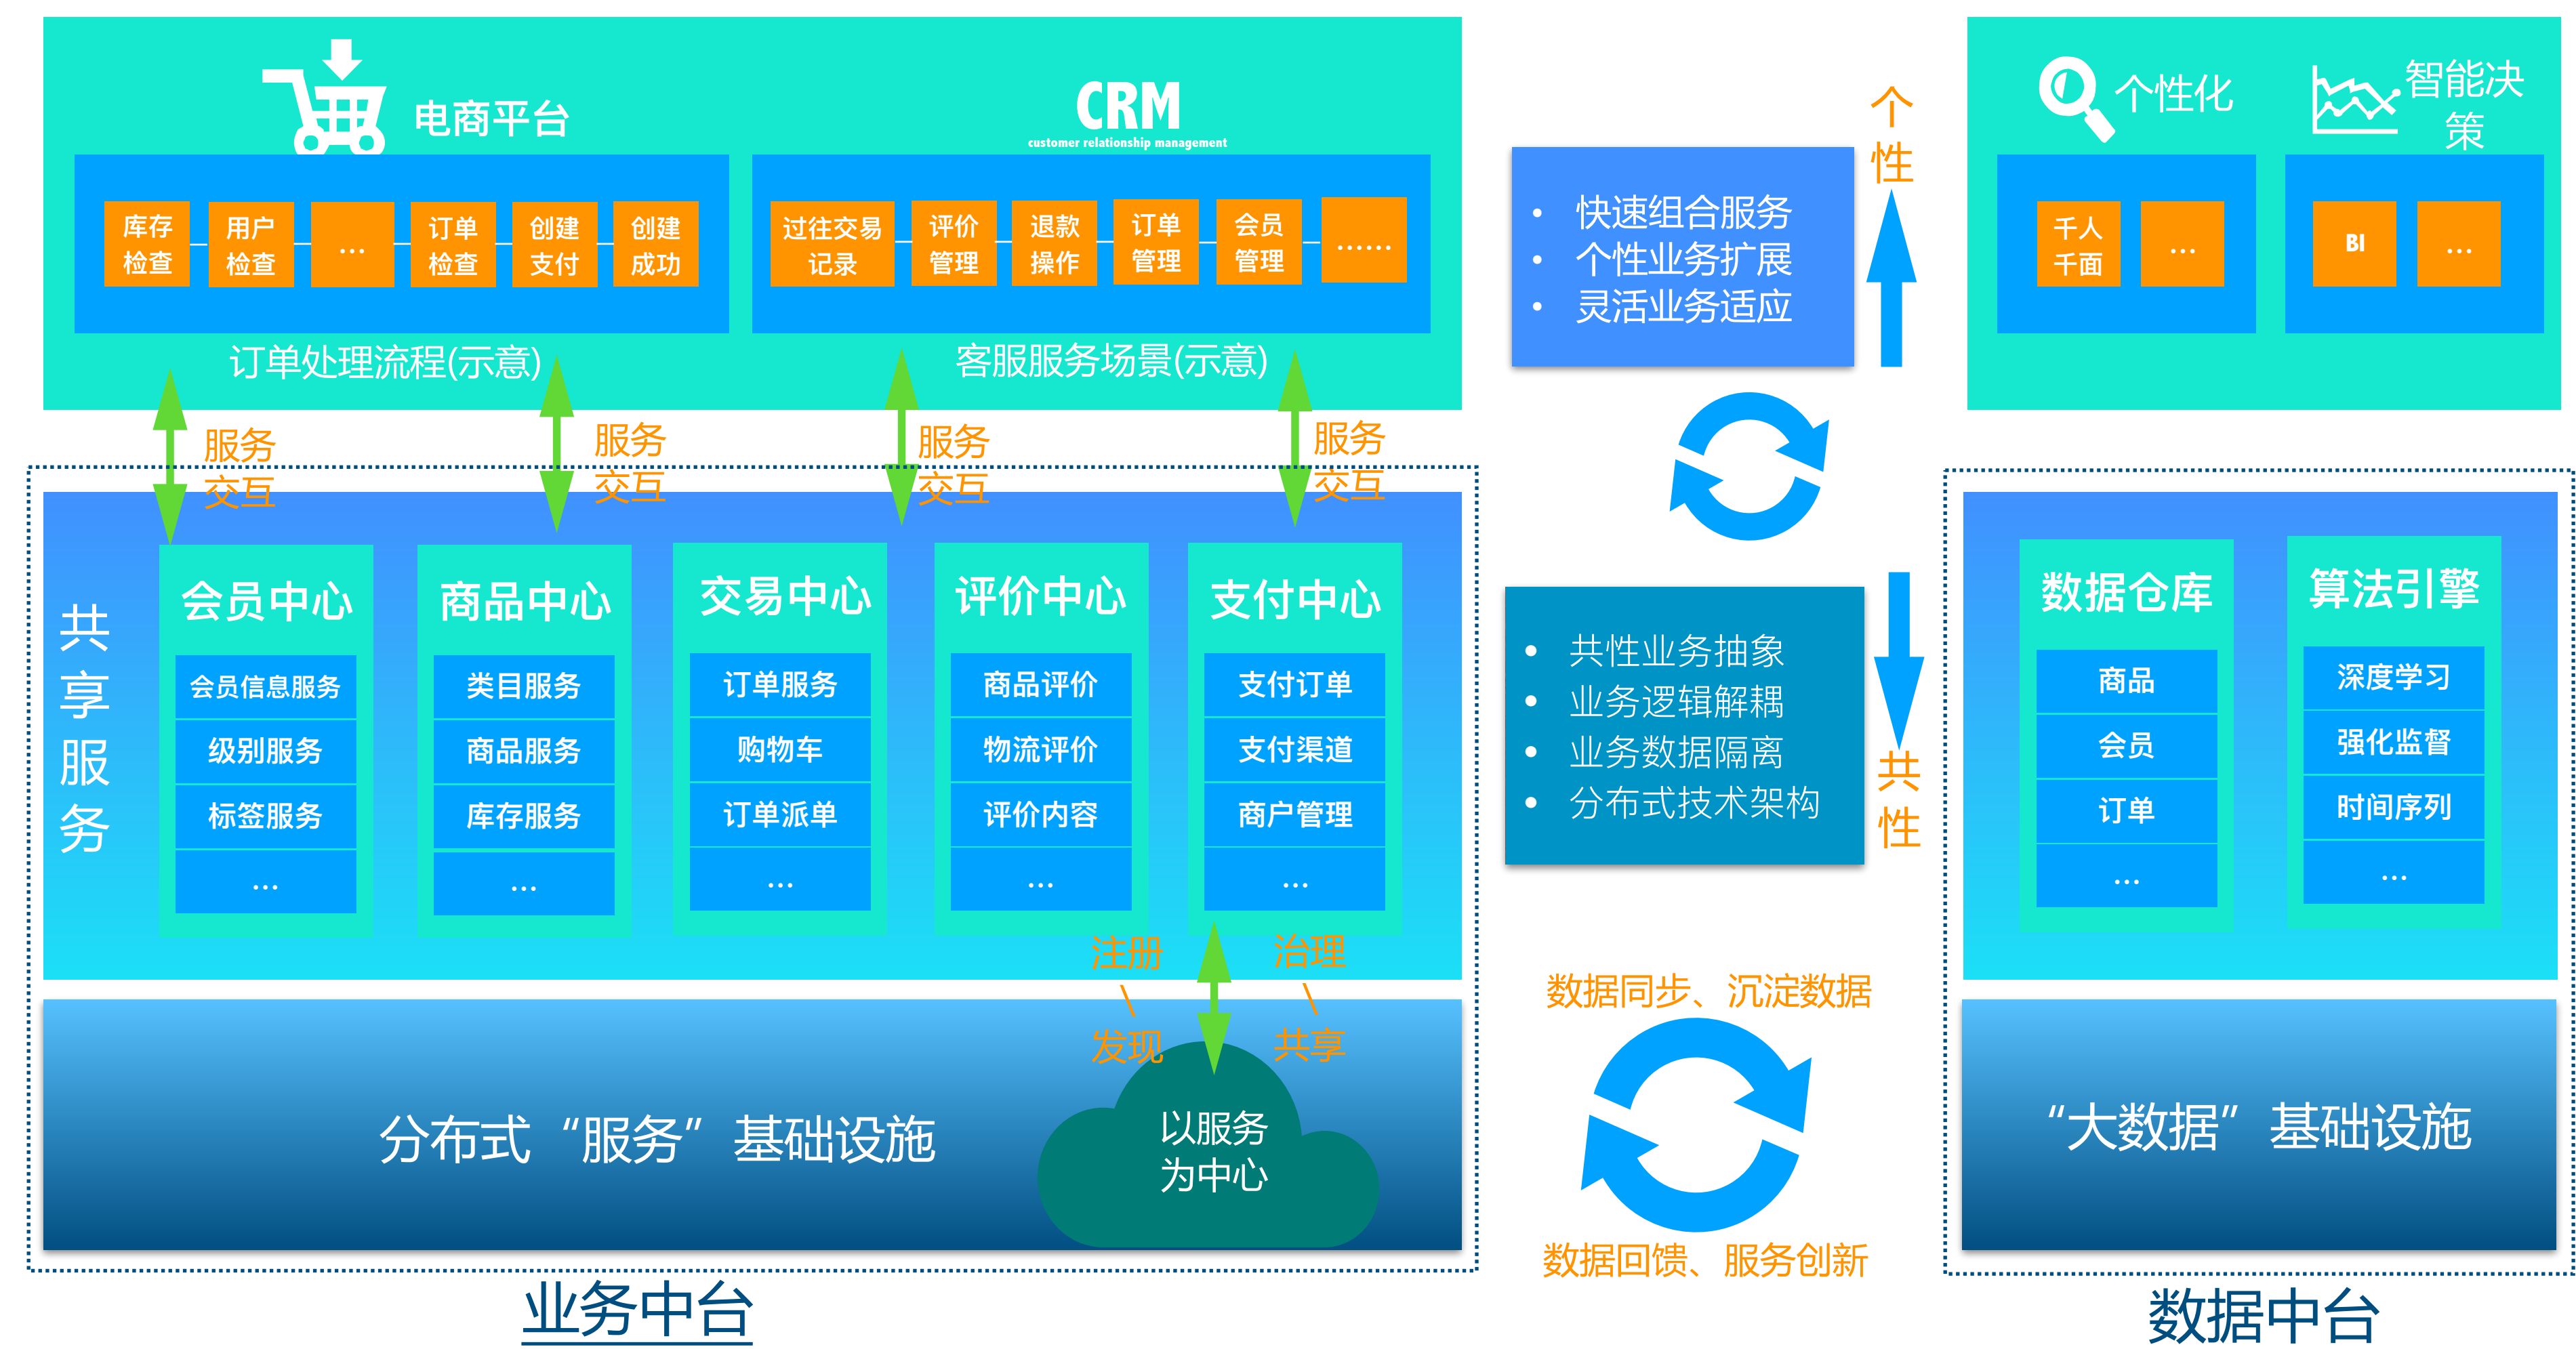 电商平台
CRM
customer relationship management
库存
检查
用户
检查
...
订单
检查
创建
支付
创建
成功
过往交易
记录
评价
管理
退款
操作
订单
管理
会员
管理
......
订单处理流程(示意)
客服服务场景(示意)
快速组合服务
个性业务扩展
灵活业务适应
个
性
个性化
智能决
策
千人
千面
...
BI
...
服务
交互
服务
交互
服务
交互
服务
交互
共
享
服
务
会员中心
会员信息服务
级别服务
标签服务
...
商品中心
类目服务
商品服务
库存服务
...
交易中心
订单服务
购物车
订单派单
...
评价中心
商品评价
物流评价
评价内容
...
支付中心
支付订单
支付渠道
商户管理
...
共性业务抽象
业务逻辑解耦
业务数据隔离
分布式技术架构
共
性
数据仓库
商品
会员
订单
...
算法引擎
深度学习
强化监督
时间序列
...
注册
\
发现
治理
\
共享
分布式“服务”基础设施
以服务
为中心
数据同步、沉淀数据
数据回馈、服务创新
“大数据”基础设施
业务中台
数据中台